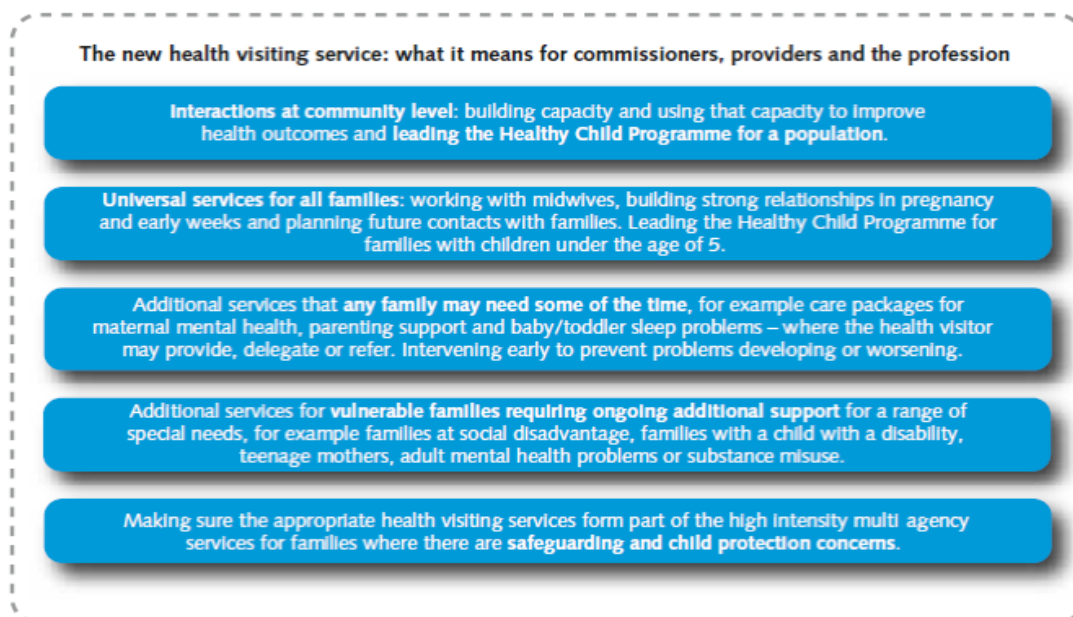 The new health visiting service: what it means for commissioners, providers and the profession
Interactions at community level: building capacity and using that capacity to improve
health outcomes and leading the Healthy Child Programme for a population.
Universal services for all families: working with midwives, building strong relationships in pregnancy
and early weeks and planning future contacts with families. Leading the Healthy Child Programme for
families with children under the age of 5.
Additional services that any family may need some of the time, for example care packages for
maternal mental health, parenting support and baby/toddler sleep problems – where the health visitor
may provide, delegate or refer. Intervening early to prevent problems developing or worsening.
Additional services for vulnerable families requiring ongoing additional support for a range of
special needs, for example families at social disadvantage, families with a child with a disability,
teenage mothers, adult mental health problems or substance misuse.
Making sure the appropriate health visiting services form part of the high intensity multi agency
services for families where there are safeguarding and child protection concerns.